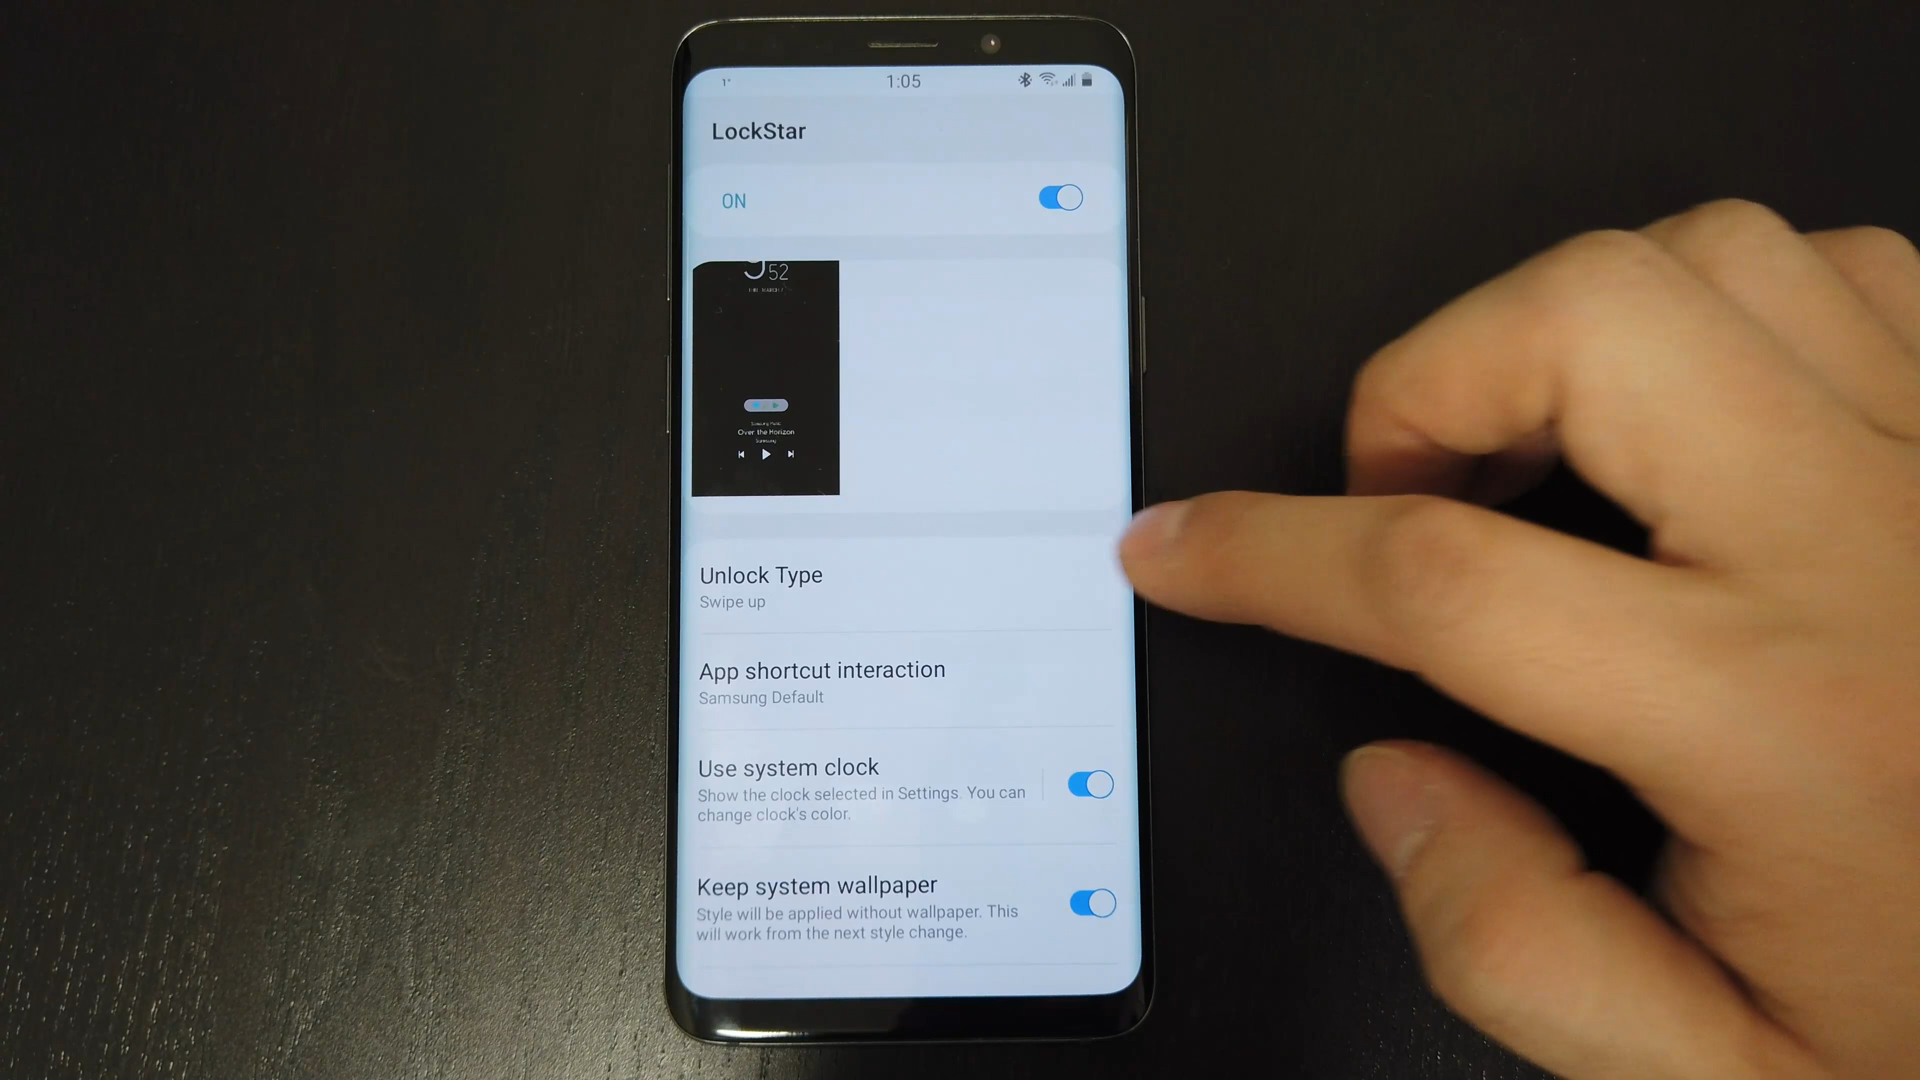 1:05
LockStar
ON
52
Over the Horizon
Samsung
Unlock Type
Swipe up
App shortcut interaction
Samsung Default
Use system clock
Show the clock selected in Settings. You can
change clock's color.
Keep system wallpaper
Style will be applied without wallpaper. This
will work from the next style change.